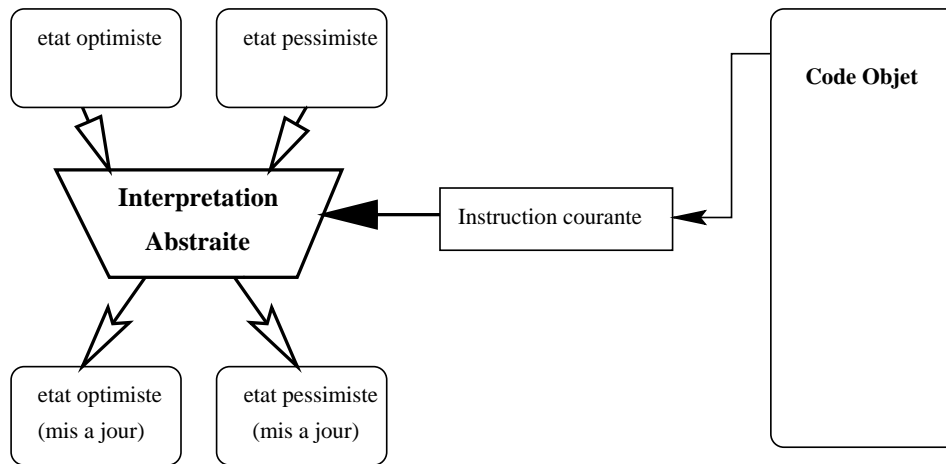 etat optimiste
etat pessimiste
Code Objet
Interpretation
Abstraite
Instruction courante
etat optimiste
(mis a jour)
etat pessimiste
(mis a jour)